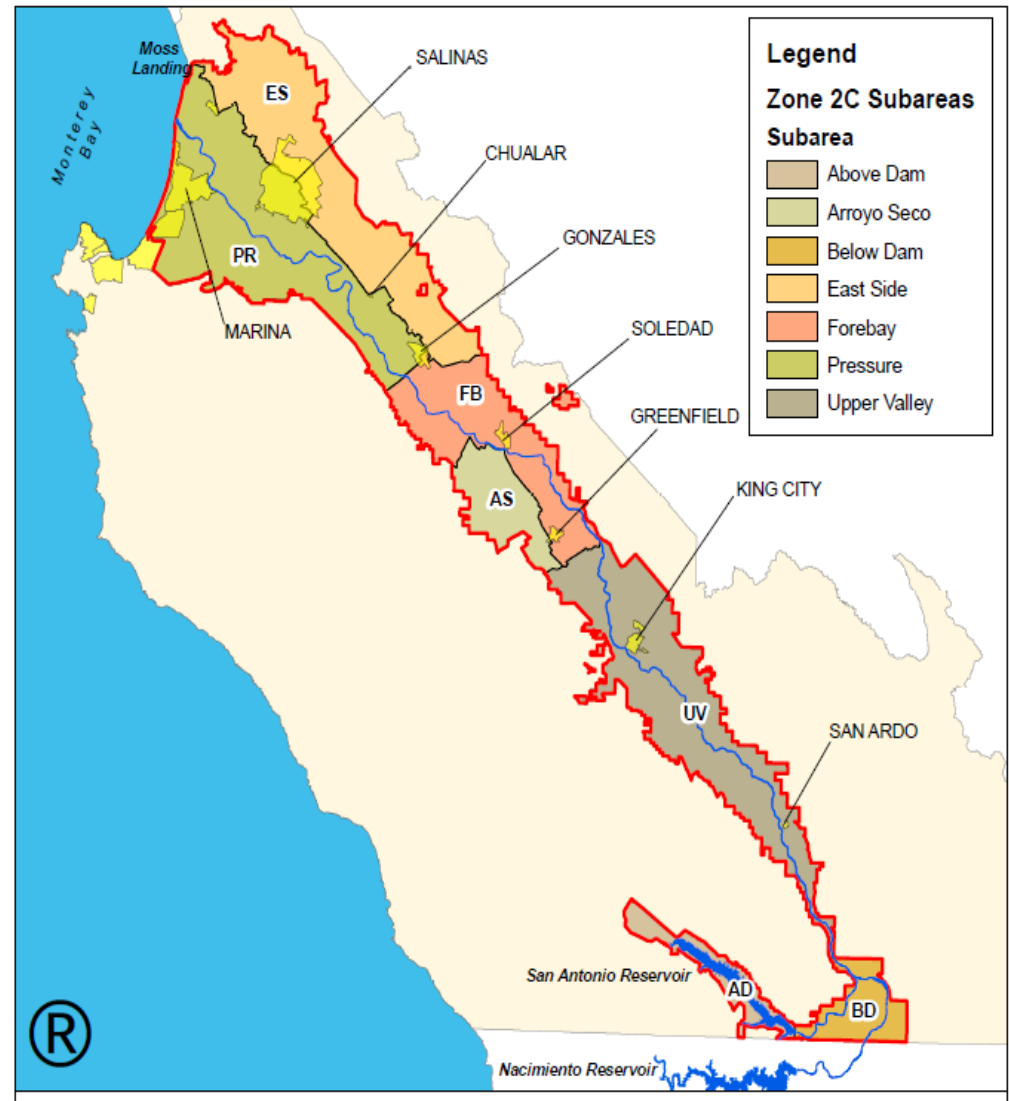 Moss
Landing
Monterey
Bay
ES
SALINAS
CHUALAR
GONZALES
PR
MARINA
SOLEDAD
FB
GREENFIELD
AS
KING CITY
UV
SAN ARDO
San Antonio Reservoir
AD
BD
Nacimiento Reservoir
®
Legend
Zone 2C Subareas
Subarea
Above Dam
Arroyo Seco
Below Dam
East Side
Forebay
Pressure
Upper Valley